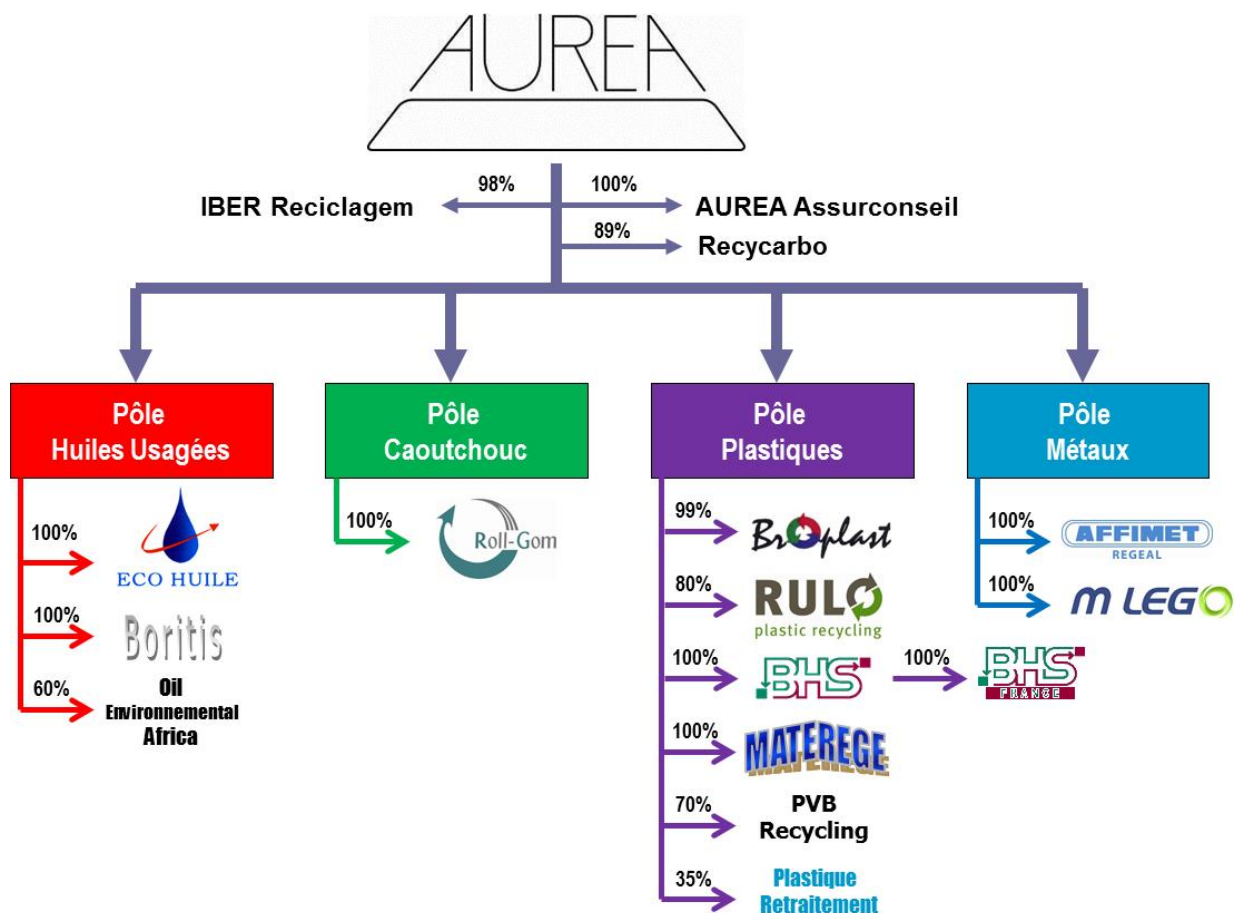 AUREA
98%
100%
IBER Reciclagem
AUREA Assurconseil
89%
Recycarbo
Pôle
Huiles Usagées
Pôle
Caoutchouc
Pôle
Plastiques
Pôle
Métaux
100%
ECO HUILE
100%
Boritis
60%
Oil
Environnemental
Africa
100%
Roll-Gom
99%
Broplast
80%
RULO
plastic recycling
100%
BHS
100%
BHS
FRANCE
100%
MATEREGE
70%
PVB
Recycling
35%
Plastique
Retraitement
100%
AFFIMET
REGEAL
100%
M LEGO